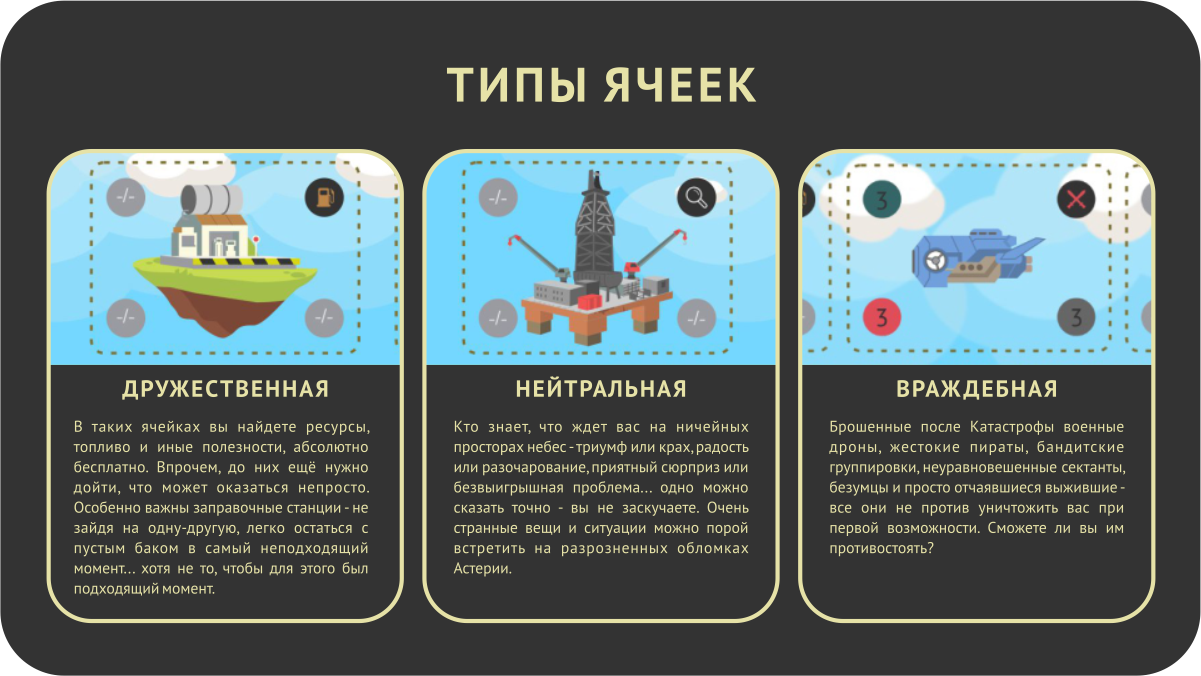 ТИПЫ ЯЧЕЕК
-/-
-/-
-/-
ДРУЖЕСТВЕННАЯ
В таких ячейках вы найдете ресурсы,
топливо и иные полезности, абсолютно
бесплатно. Впрочем, до них ещё нужно
дойти, что может оказаться непросто.
Особенно важны заправочные станции - не
зайдя на одну-другую, легко остаться с
пустым баком в самый неподходящий
момент... хотя не то, чтобы для этого был
подходящий момент.
-/-
-/-
-/-
НЕЙТРАЛЬНАЯ
Кто знает, что ждет вас на ничейных
просторах небес - триумф или крах, радость
или разочарование, приятный сюрприз или
безвыигрышная проблема... одно можно
сказать точно - вы не заскучаете. Очень
странные вещи и ситуации можно порой
встретить на разрозненных обломках
Астерии.
3
3
3
ВРАЖДЕБНАЯ
Брошенные после Катастрофы военные
дроны, жестокие пираты, бандитские
группировки, неуравновешенные сектанты,
безумцы и просто отчаявшиеся выжившие -
все они не против уничтожить вас при
первой возможности. Сможете ли вы им
противостоять?